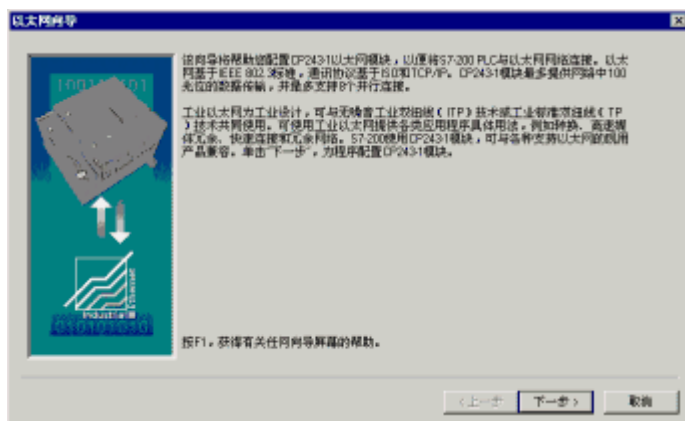 以太网向导
该向导将帮助您配置CP243-1以太网模块，以便将S7-200 PLC与以太网网络连接。以太
网基于IEEE 802.3标准，通讯协议基于ISO和TCP/IP。CP243-1模块最多提供网络中100
兆位的数据传输，并最多支持8个并行连接。
工业以太网为工业设计，可与无噪音工业双绞线（ITP）技术或工业标准双绞线（TP
）技术共同使用。可使用工业以太网提供各类应用程序具体用法，例如转换、高速媒
体冗余、快速连接和冗余网络。S7-200使用CP243-1模块，可与各种支持以太网的现用
产品兼容。单击"下一步"，为程序配置CP243-1模块。
Industrial
Ethernet
按F1，获得有关任何向导屏幕的帮助。
<上一步
下一步>
取消